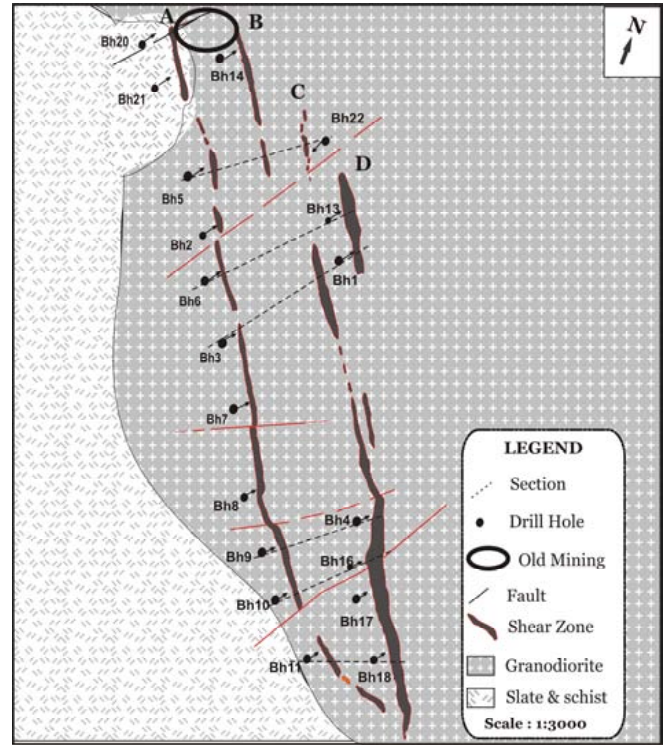 A
B
N
Bh20
Bh14
Bh21
C
Bh22
D
Bh5
Bh13
Bh2
Bh1
Bh6
Bh3
Bh7
LEGEND
Section
Drill Hole
Old Mining
Fault
Shear Zone
Granodiorite
Slate & schist
Scale : 1:3000
Bh8
Bh4
Bh9
Bh16
Bh10
Bh17
Bh11
Bh18